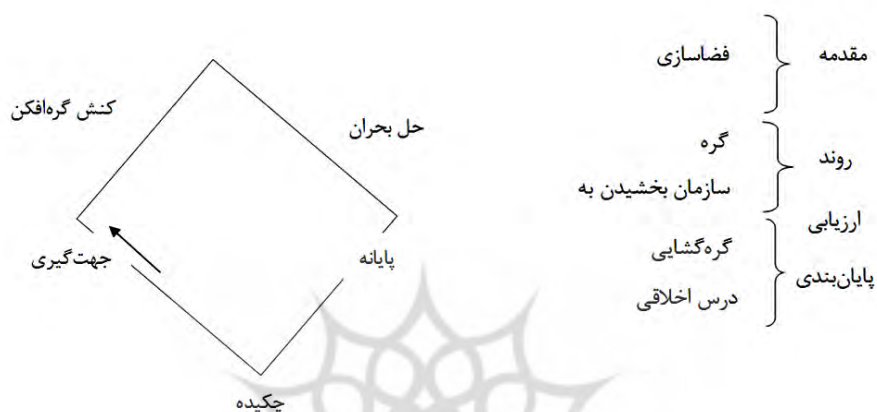 مقدمه
فضاسازی
روند
گره
سازمان بخشیدن به
ارزیابی
پایان‌بندی
گره‌گشایی
درس اخلاقی
کنش گره‌افکن
حل بحران
جهت‌گیری
پایانه
چکیده